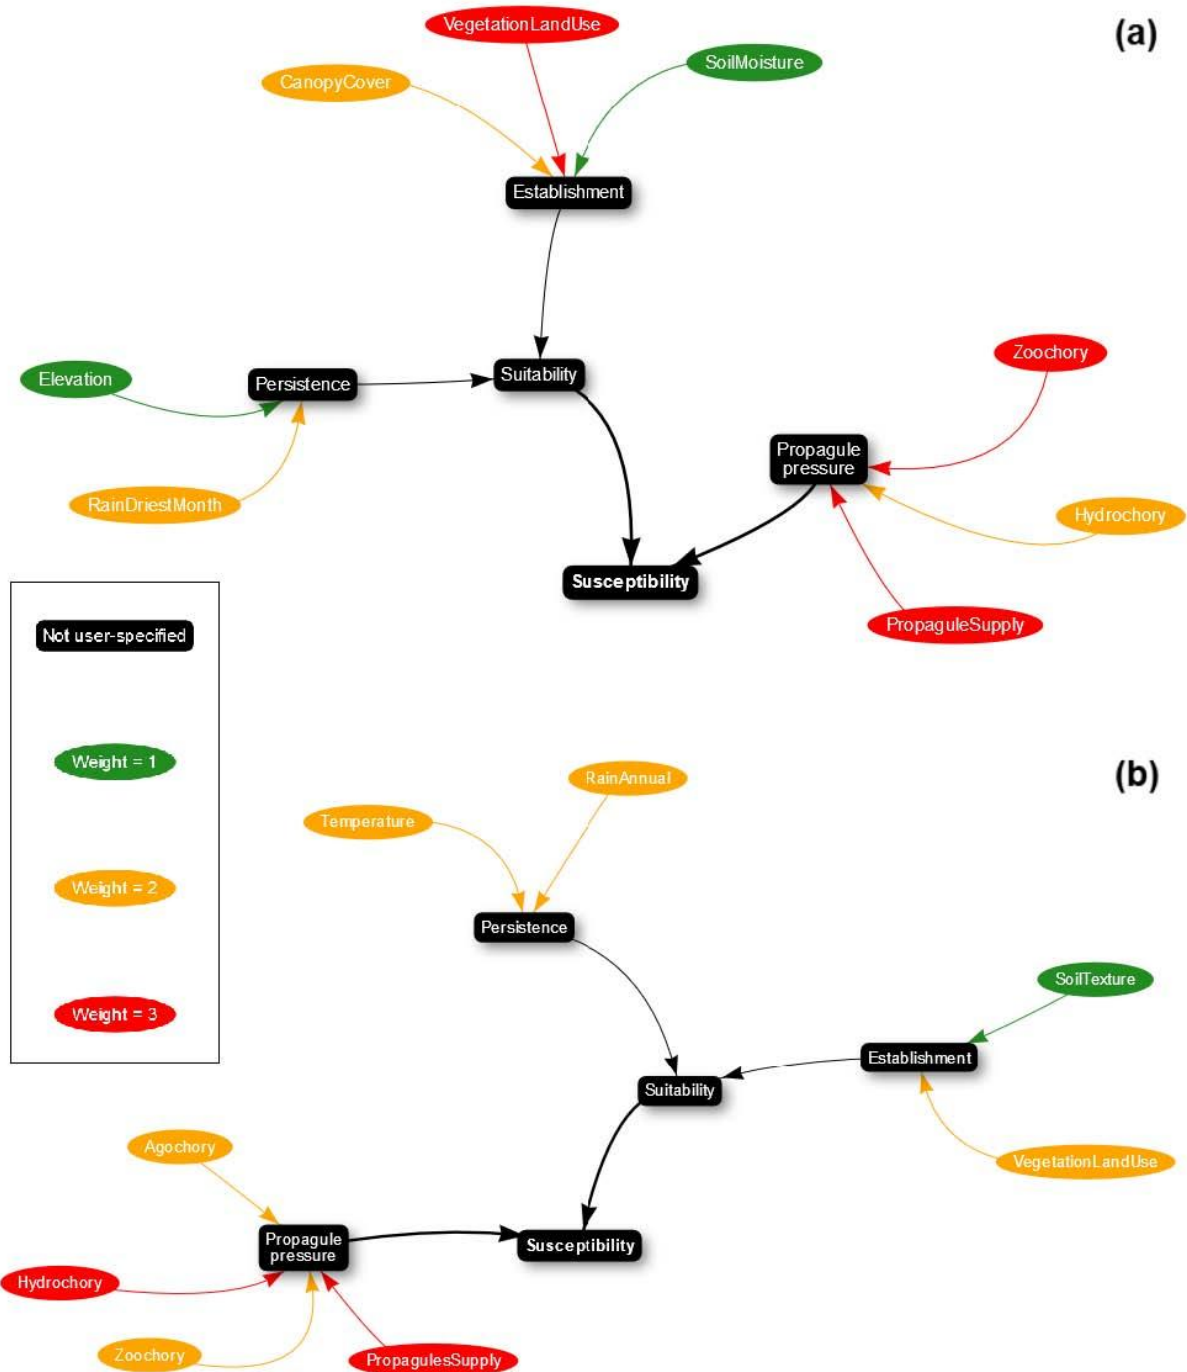 (a)
VegetationLandUse
SoilMoisture
CanopyCover
Establishment
Zoochory
Elevation
Persistence
Suitability
Propagule
pressure
RainDriestMonth
Hydrochory
Susceptibility
PropaguleSupply
Not user-specified
Weight = 1
Weight = 2
Weight = 3
(b)
RainAnnual
Temperature
Persistence
SoilTexture
Establishment
Suitability
Agochory
VegetationLandUse
Propagule
pressure
Susceptibility
Hydrochory
Zoochory
PropagulesSupply